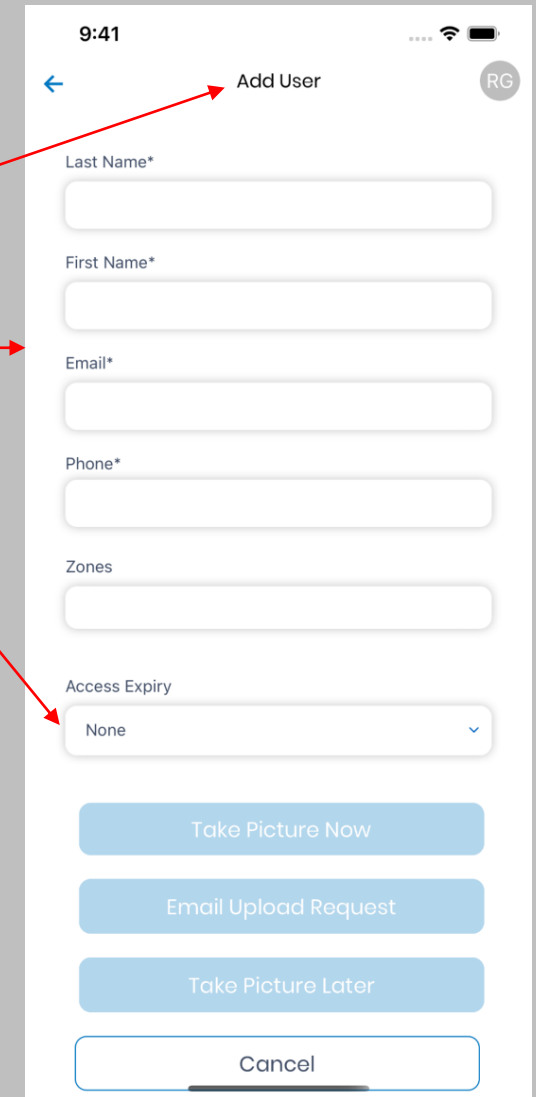 9:41
Add User
RG
Last Name*
First Name*
Email*
Phone*
Zones
Access Expiry
None
Take Picture Now
Email Upload Request
Take Picture Later
Cancel